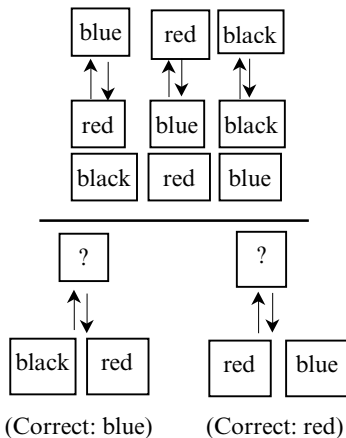 blue red black
red blue black
black red blue
? ?
black red red blue
(Correct: blue) (Correct: red)